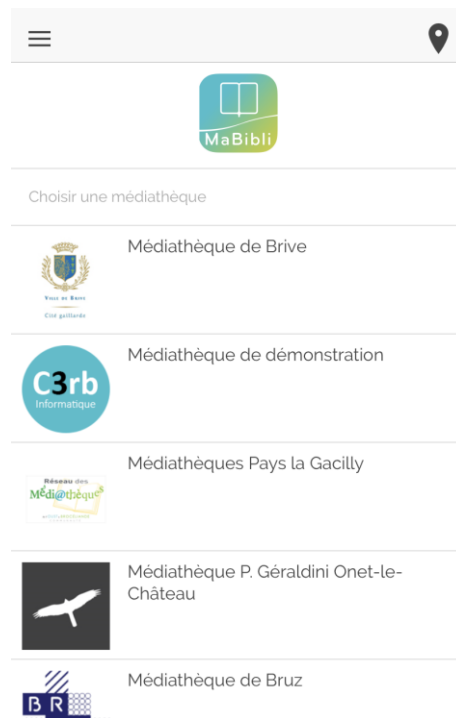 MaBibli
Choisir une médiathèque
Médiathèque de Brive
VILLE DE BRIVE
Cité gaillarde
Médiathèque de démonstration
C3rb
Informatique
Médiathèques Pays la Gacilly
Réseau des
Médi@thèques
Médiathèque P. Géraldini Onet-le-
Château
Médiathèque de Bruz
BR